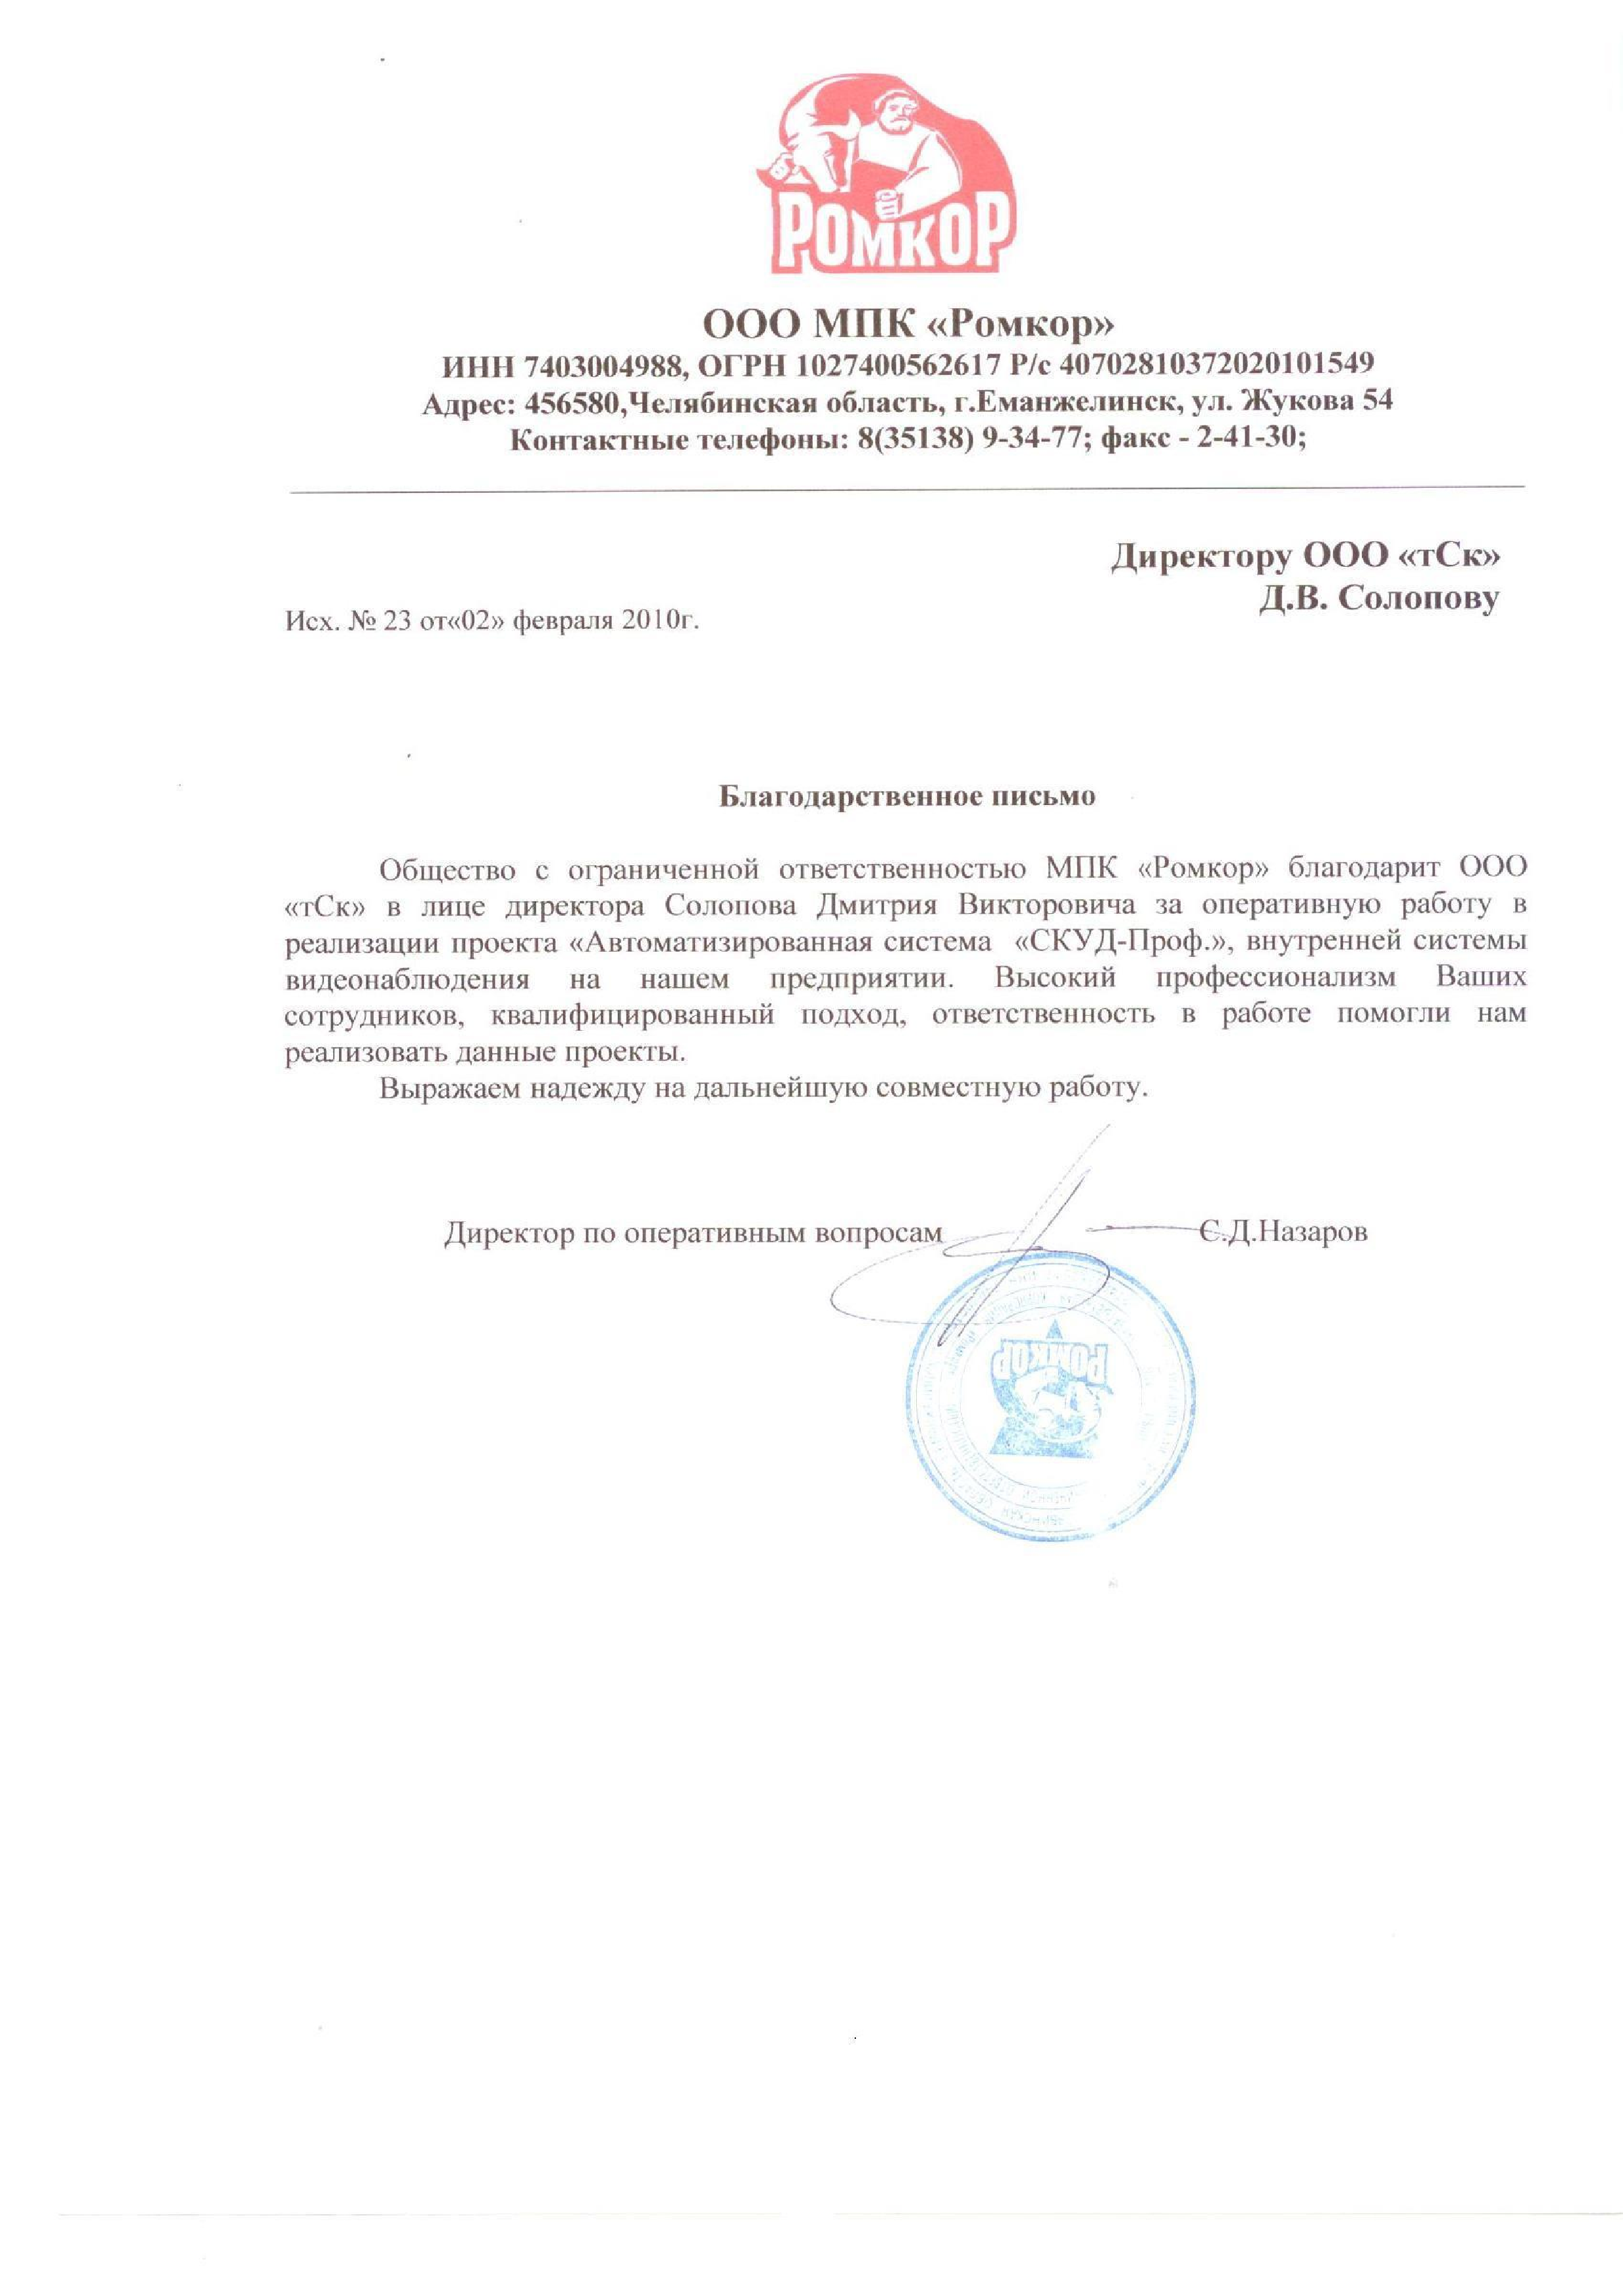 РОМКОР
ООО МПК «Ромкор»
ИНН 7403004988, ОГРН 1027400562617 Р/с 40702810372020101549
Адрес: 456580,Челябинская область, г.Еманжелинск, ул. Жукова 54
Контактные телефоны: 8(35138) 9-34-77; факс - 2-41-30;
Директору ООО «тСк»
Д.В. Солопову
Исх. № 23 от«02» февраля 2010г.
Благодарственное письмо
Общество с ограниченной ответственностью МПК «Ромкор» благодарит ООО
«тСк» в лице директора Солопова Дмитрия Викторовича за оперативную работу в
реализации проекта «Автоматизированная система «СКУД-Проф.», внутренней системы
видеонаблюдения на нашем предприятии. Высокий профессионализм Ваших
сотрудников, квалифицированный подход, ответственность в работе помогли нам
реализовать данные проекты.
Выражаем надежду на дальнейшую совместную работу.
Директор по оперативным вопросам С.Д.Назаров
РОМКОР